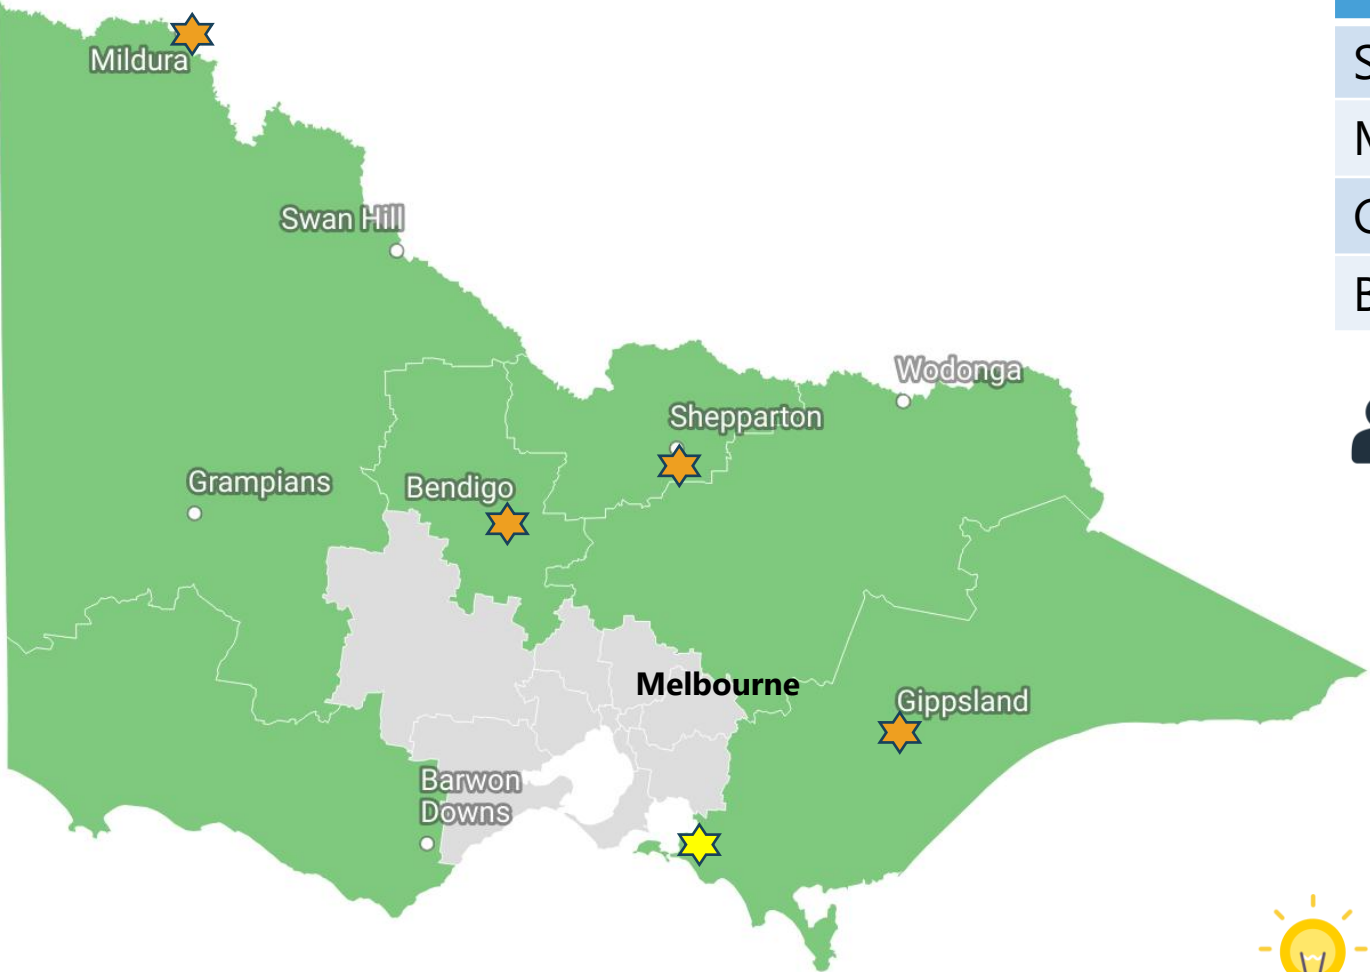 Mildura
Swan Hill
Wodonga
Shepparton
Grampians
Bendigo
Melbourne
Gippsland
Barwon
Downs
S
M
B